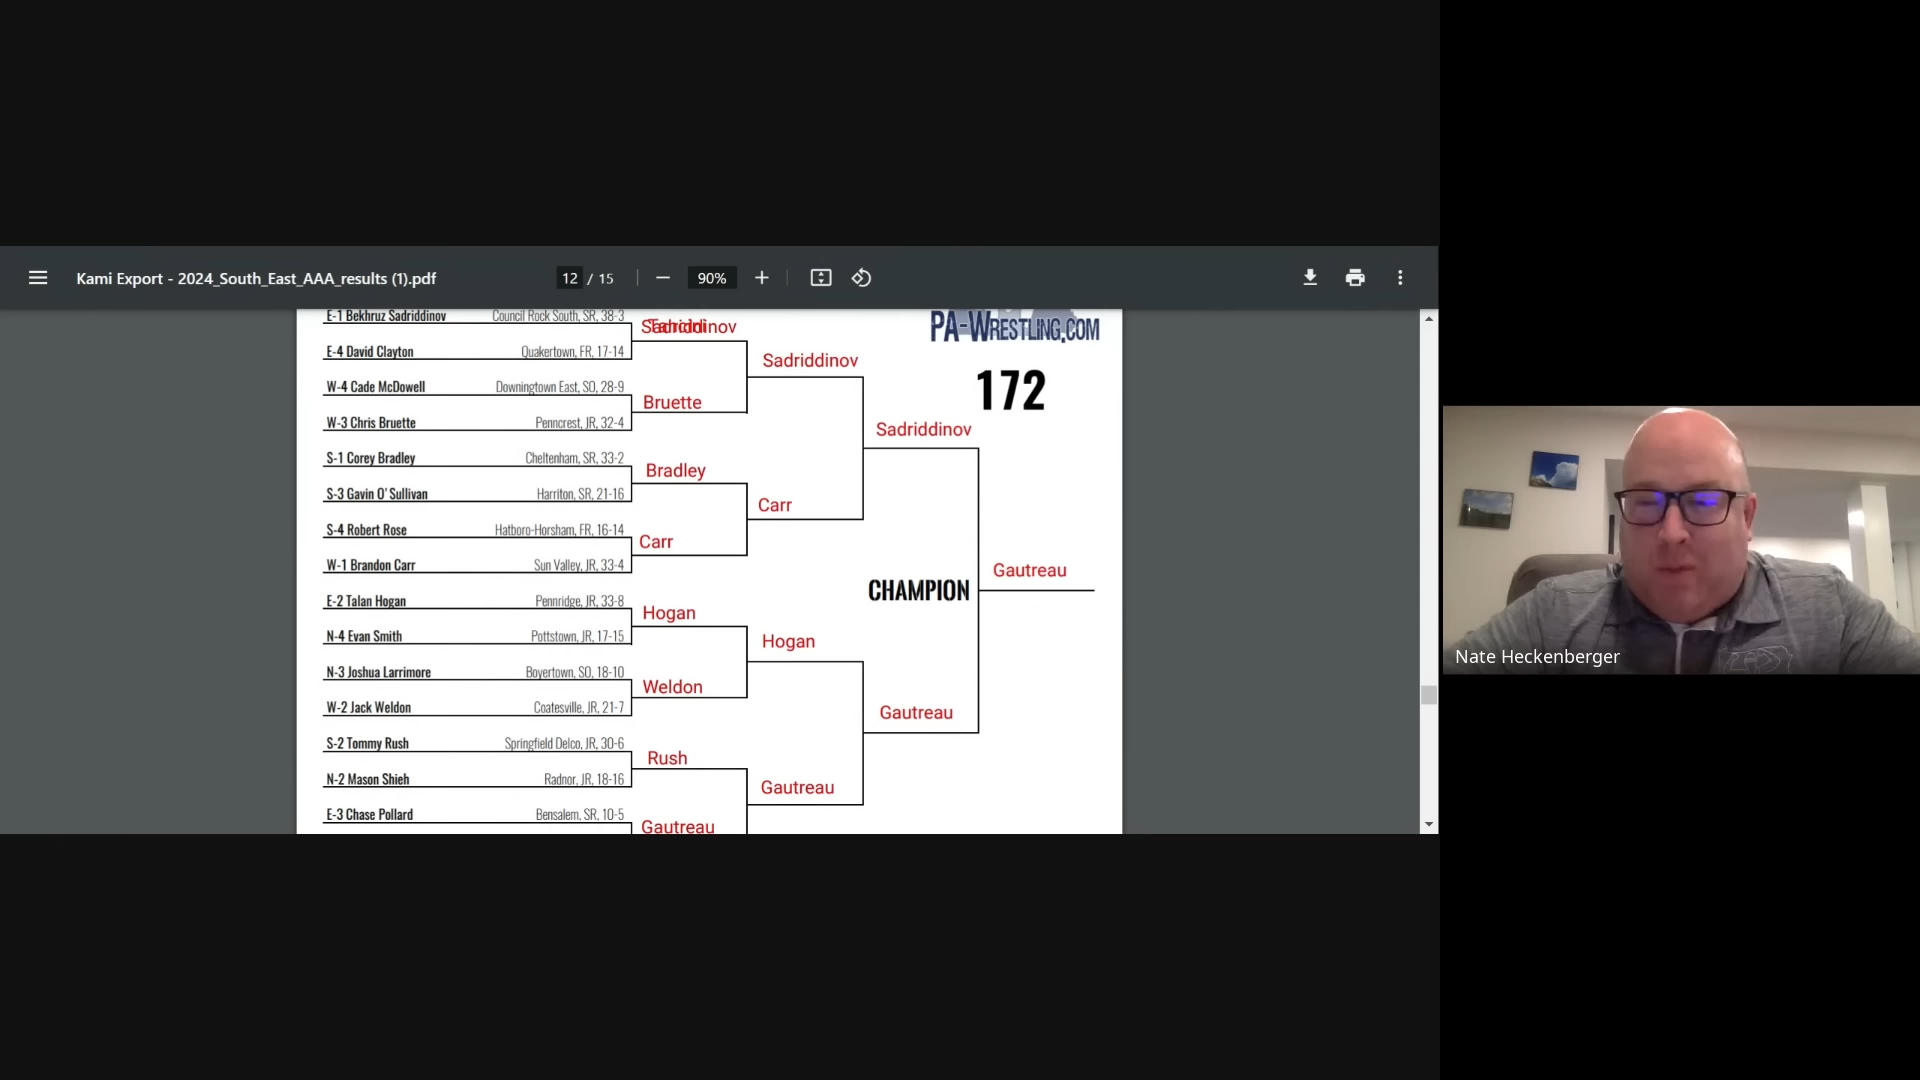 Kami Export - 2024_South_East_AAA_results (1).pdf
12 / 15
90%
E-1 Bekhruz Sadriddinov Council Rock South, SR, 38-3
Sadriddinov
PA-WRESTLING.COM
E-4 David Clayton Quakertown, FR, 17-14
Sadriddinov
172
W-4 Cade McDowell Downingtown East, SO, 28-9
Bruette
W-3 Chris Bruette Penncrest, JR, 32-4
Sadriddinov
S-1 Corey Bradley Cheltenham, SR, 33-2
Bradley
S-3 Gavin O'Sullivan Harriton, SR, 21-16
Carr
S-4 Robert Rose Hatboro-Horsham, FR, 16-14
Carr
W-1 Brandon Carr Sun Valley, JR, 33-4
Gautreau
CHAMPION
E-2 Talan Hogan Pennridge, JR, 33-8
Hogan
N-4 Evan Smith Pottstown, JR, 17-15
Hogan
N-3 Joshua Larrimore Boyertown, SO, 18-10
Weldon
W-2 Jack Weldon Coatesville, JR, 21-7
Gautreau
S-2 Tommy Rush Springfield Delco, JR, 30-6
Rush
N-2 Mason Shieh Radnor, JR, 18-16
Gautreau
E-3 Chase Pollard Bensalem, SR, 10-5
Gautreau
Nate Heckenberger